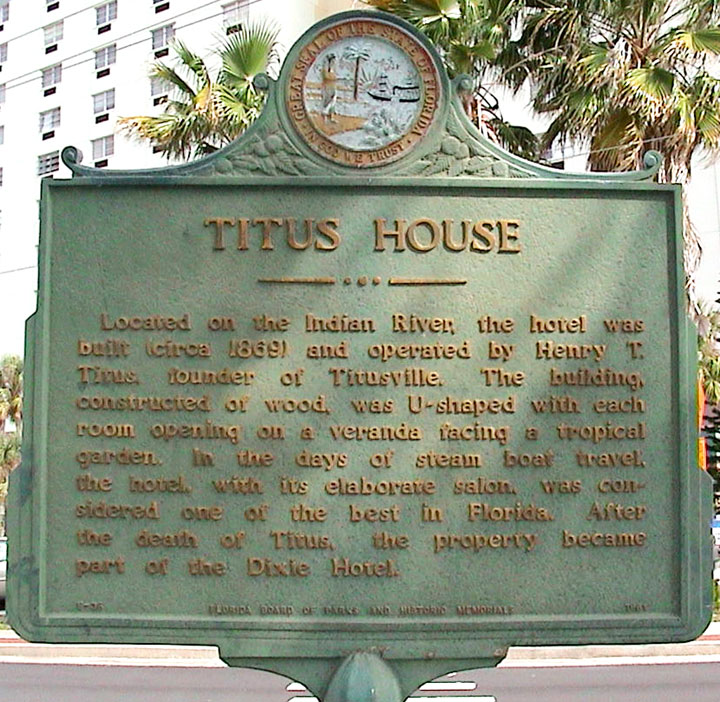 GREAT SEAL OF THE STATE OF FLORIDA
IN GOD WE TRUST
TITUS HOUSE
Located on the Indian River, the hotel was
built (circa 1869) and operated by Henry T.
Titus, founder of Titusville. The building,
constructed of wood, was U-shaped with each
room opening on a veranda facing a tropical
garden. In the days of steam boat travel,
the hotel, with its elaborate salon, was con-
sidered one of the best in Florida. After
the death of Titus, the property became
part of the Dixie Hotel.
FLORIDA BOARD OF PARKS AND HISTORIC MEMORIALS